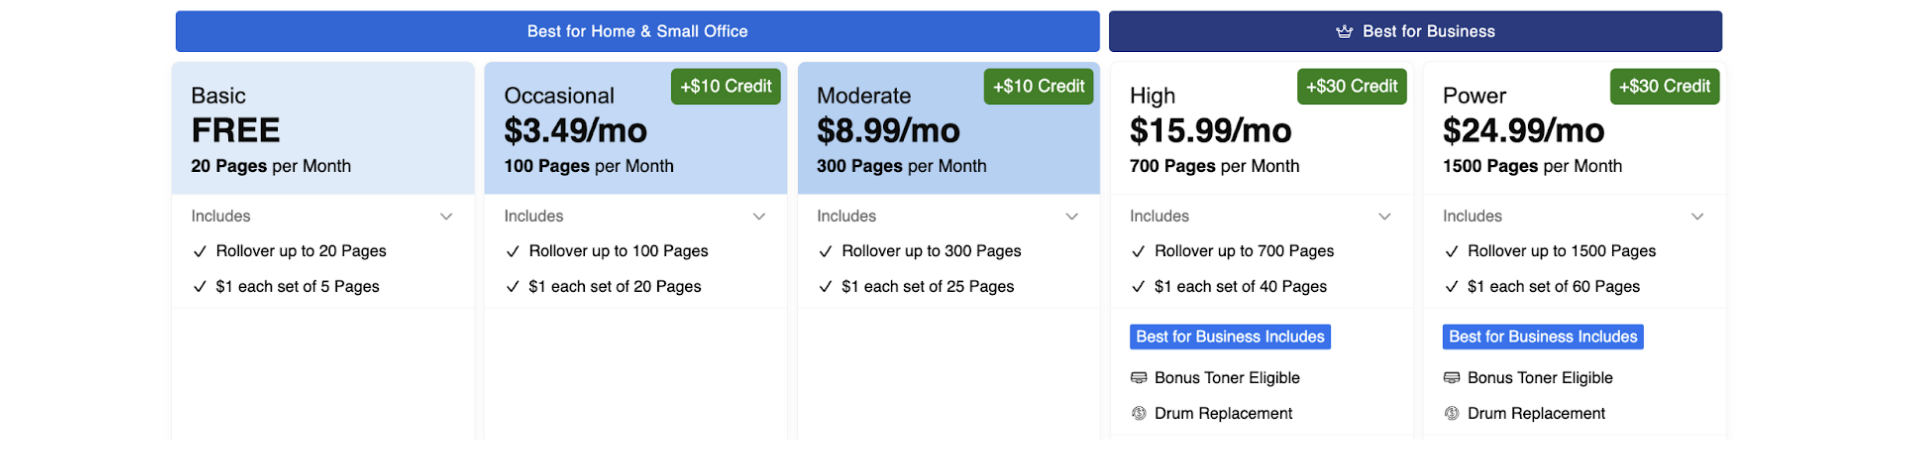 Best for Home & Small Office
Best for Business
Basic
FREE
20 Pages per Month
Includes
Rollover up to 20 Pages
$1 each set of 5 Pages
+$10 Credit
Occasional
$3.49/mo
100 Pages per Month
Includes
Rollover up to 100 Pages
$1 each set of 20 Pages
+$10 Credit
Moderate
$8.99/mo
300 Pages per Month
Includes
Rollover up to 300 Pages
$1 each set of 25 Pages
+$30 Credit
High
$15.99/mo
700 Pages per Month
Includes
Rollover up to 700 Pages
$1 each set of 40 Pages
Best for Business Includes
Bonus Toner Eligible
Drum Replacement
+$30 Credit
Power
$24.99/mo
1500 Pages per Month
Includes
Rollover up to 1500 Pages
$1 each set of 60 Pages
Best for Business Includes
Bonus Toner Eligible
Drum Replacement